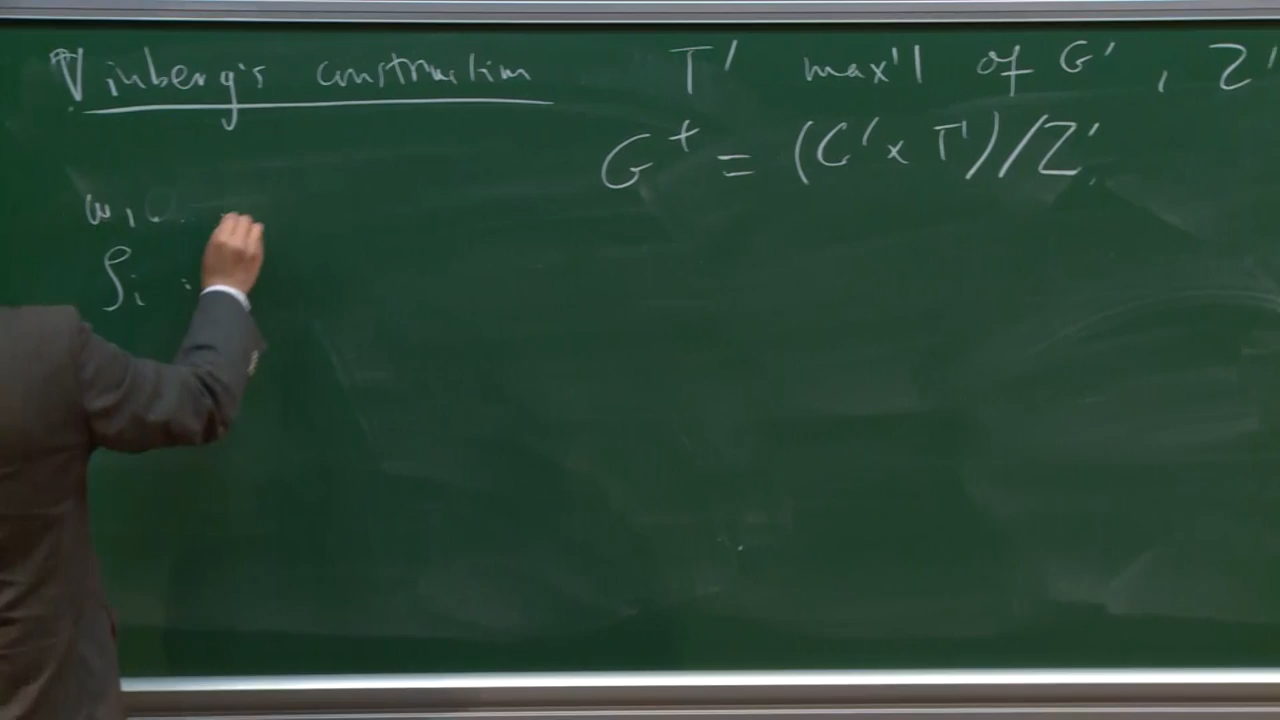 Vinberg's construction T' max'l of G', Z'
G⁺ = (G' × T')/Z'.
ω,
ρᵢ :